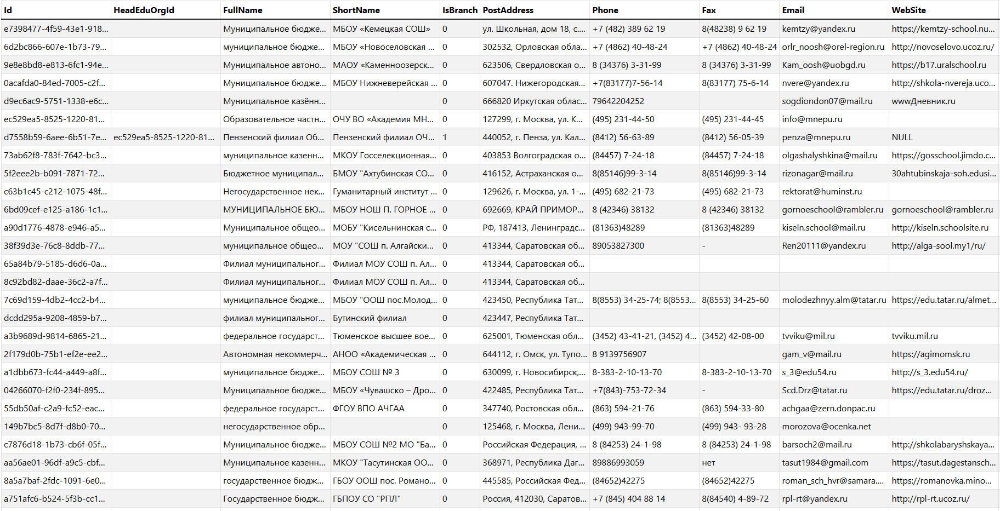 Id HeadEduOrgId FullName ShortName IsBranch PostAddress Phone Fax Email WebSite
e7398477-4f59-43e1-918... Муниципальное бюдже... МБОУ «Кемецкая СОШ» 0 ул. Школьная, дом 18, с.... +7 (482) 389 62 19 8(48238) 9 62 19 kemtzy@yandex.ru https://kemtzy-school.nu...
6d2bc866-607e-1b73-79... муниципальное бюдже... МБОУ «Новоселовская ... 0 302532, Орловская обла... +7 (4862) 40-48-24 +7 (4862) 40-48-24 orlr_noosh@orel-region.ru http://novoselovo.ucoz.ru/
9e8e8bd8-e813-6fc1-94e... Муниципальное автоно... МАОУ «Каменноозерск... 0 623506, Свердловская о... 8 (34376) 3-31-99 8 (34376) 3-31-99 Kam_oosh@uobgd.ru https://b17.uralschool.ru
0acafda0-84ed-7005-c2f... Муниципальное бюдже... МБОУ Нижневерейская ... 0 607047. Нижегородская... +7(83177)7-56-14 8(83177) 75-6-14 nvere@yandex.ru http://shkola-nvereja.uco...
d9ec6ac9-5751-1338-e6c... Муниципальное казённ... 0 666820 Иркутская облас... 79642204252 sogdiondon07@mail.ru wwwДневник.ru
ec529ea5-8525-1220-81... Образовательное частн... ОЧУ ВО «Академия МН... 0 127299, г. Москва, ул. К... (495) 231-44-50 (495) 231-44-45 info@mnepu.ru
d7558b59-6aee-6b51-7e... ec529ea5-8525-1220-81... Пензенский филиал Об... Пензенский филиал ОЧ... 1 440052, г. Пенза, ул. Кал... (8412) 56-63-89 (8412) 56-05-39 penza@mnepu.ru NULL
73ab62f8-783f-7642-bc3... муниципальное казенн... МКОУ Госселекционная... 0 403853 Волгоградская о... (84457) 7-24-18 (84457) 7-24-18 olgashalyshkina@mail.ru https://gosschool.jimdo.c...
5f2eee2b-b091-7871-72... Бюджетное муниципал... БМОУ "Ахтубинская СО... 0 416152, Астраханская о... 8(85146)99-3-14 8(85146)99-3-14 rizonagar@mail.ru 30ahtubinskaja-soh.edusi...
c63b1c45-c212-1075-48f... Негосударственное нек... Гуманитарный институт ... 0 129626, г. Москва, ул. 1-... (495) 682-21-73 (495) 682-21-73 rektorat@huminst.ru
6bd09cef-e125-a186-1c1... МУНИЦИПАЛЬНОЕ БЮ... МБОУ НОШ П. ГОРНОЕ ... 0 692669, КРАЙ ПРИМОР... 8 (42346) 38132 8 (42346) 38132 gornoeschool@rambler.ru gornoeschool@rambler.ru
a90d1776-4878-e946-a5... Муниципальное общео... МОБУ "Кисельнинская с... 0 РФ, 187413, Ленинградс... (81363)48289 (81363)48289 kiseln.school@mail.ru http://kiseln.schoolsite.ru
38f39d3e-76c8-8ddb-77... муниципальное общео... МОУ "СОШ п. Алгайски... 0 413344, Саратовская об... 89053827300 - Ren20111@yandex.ru http://alga-sool.my1/ru/
65a84b79-5185-d6d6-0a... Филиал муниципальног... Филиал МОУ СОШ п. Ал... 0 413344, Саратовская об...
8c92bd82-daae-36c2-a7f... Филиал муниципальног... Филиал МОУ СОШ п. Ал... 0 413344, Саратовская об...
7c69d159-4db2-4cc2-b4... муниципальное бюдже... МБОУ "ООШ пос.Молод... 0 423450, Республика Тат... 8(8553) 34-25-74; 8(8553... 8(8553) 34-25-60 molodezhnyy.alm@tatar.ru https://edu.tatar.ru/almet...
dcdd295a-9208-4859-b7... филиал муниципальног... Бутинский филиал 0 423447, Республика Тат...
a3b9689d-9814-6865-21... федеральное государст... Тюменское высшее вое... 0 625001, Тюменская обл... (3452) 43-41-21, (3452) 4... (3452) 42-08-00 tvviku@mil.ru tvviku.mil.ru
2f179d0b-75b1-ef2e-ee2... Автономная некоммерч... АНОО «Академическая ... 0 644112, г. Омск, ул. Тупо... 8 9139756907 gam_v@mail.ru https://agimomsk.ru
a1dbb673-fc44-a449-a8f... муниципальное бюдже... МБОУ СОШ № 3 0 630099, г. Новосибирск,... 8-383-2-10-13-70 8-383-2-10-13-70 s_3@edu54.ru http://s_3.edu54.ru/
04266070-f2f0-234f-895... Муниципальное бюдже... МБОУ «Чувашско – Дро... 0 422485, Республика Тат... +7(843)-753-72-34 - Scd.Drz@tatar.ru https://edu.tatar.ru/droz...
55db50af-c2a9-fc52-eac... федеральное государст... ФГОУ ВПО АЧГАА 0 347740, Ростовская обл... (863) 594-21-76 (863) 594-33-80 achgaa@zern.donpac.ru
149b7bc5-8d7f-d8b0-70... негосударственное обр... 0 125468, г. Москва, Лени... (499) 943-99-70 (499) 943- 93-28 morozova@ocenka.net
c7876d18-1b73-cb6f-05f... Муниципальное бюдже... МБОУ СОШ №2 МО "Ба... 0 Российская Федерация, ... 8 (84253) 24-1-98 8 (84253) 24-1-98 barsoch2@mail.ru http://shkolabaryshskaya...
aa56ae01-96df-a9c5-cbf... Муниципальное казенн... МКОУ "Тасутинская ОО... 0 368971, Республика Даг... 89886993059 нет tasut1984@gmail.com https://tasut.dagestansch...
8a5a7baf-2fdc-1091-6e0... государственное бюдж... ГБОУ ООШ пос. Романо... 0 445585, Российская Фед... (84652)42275 (84652)42275 roman_sch_hvr@samara.... https://romanovka.mino...
a751afc6-b524-5f3b-cc1... Государственное бюдж... ГБПОУ СО "РПЛ" 0 Россия, 412030, Саратов... +7 (845) 404 88 14 8(84540) 4-89-72 rpl-rt@yandex.ru http://rpl-rt.ucoz.ru/